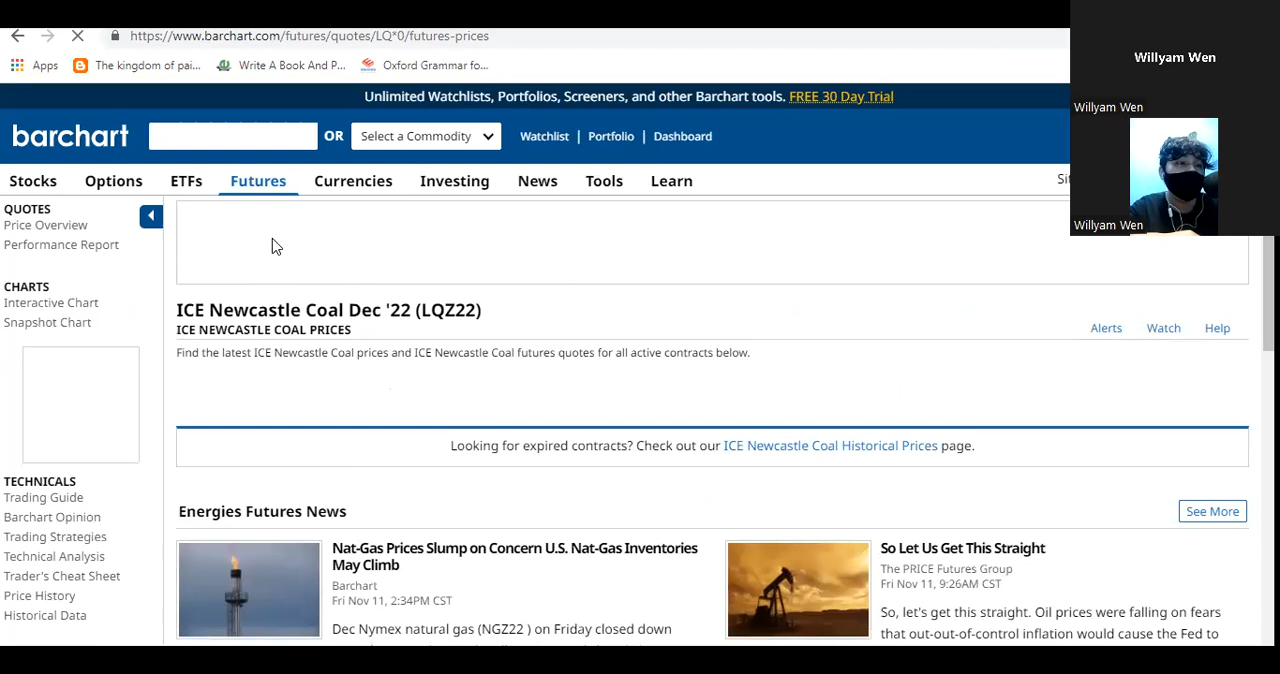 https://www.barchart.com/futures/quotes/LQ*0/futures-prices
Apps The kingdom of pai... Write A Book And P... Oxford Grammar fo...
Willyam Wen
Willyam Wen
Willyam Wen
Unlimited Watchlists, Portfolios, Screeners, and other Barchart tools. FREE 30 Day Trial
barchart OR Select a Commodity Watchlist | Portfolio | Dashboard
Stocks Options ETFs Futures Currencies Investing News Tools Learn
QUOTES
Price Overview
Performance Report
CHARTS
Interactive Chart
Snapshot Chart
TECHNICALS
Trading Guide
Barchart Opinion
Trading Strategies
Technical Analysis
Trader's Cheat Sheet
Price History
Historical Data
ICE Newcastle Coal Dec '22 (LQZ22)
ICE NEWCASTLE COAL PRICES
Alerts Watch Help
Find the latest ICE Newcastle Coal prices and ICE Newcastle Coal futures quotes for all active contracts below.
Looking for expired contracts? Check out our ICE Newcastle Coal Historical Prices page.
Energies Futures News
See More
Nat-Gas Prices Slump on Concern U.S. Nat-Gas Inventories
May Climb
Barchart
Fri Nov 11, 2:34PM CST
Dec Nymex natural gas (NGZ22 ) on Friday closed down
So Let Us Get This Straight
The PRICE Futures Group
Fri Nov 11, 9:26AM CST
So, let's get this straight. Oil prices were falling on fears
that out-out-of-control inflation would cause the Fed to